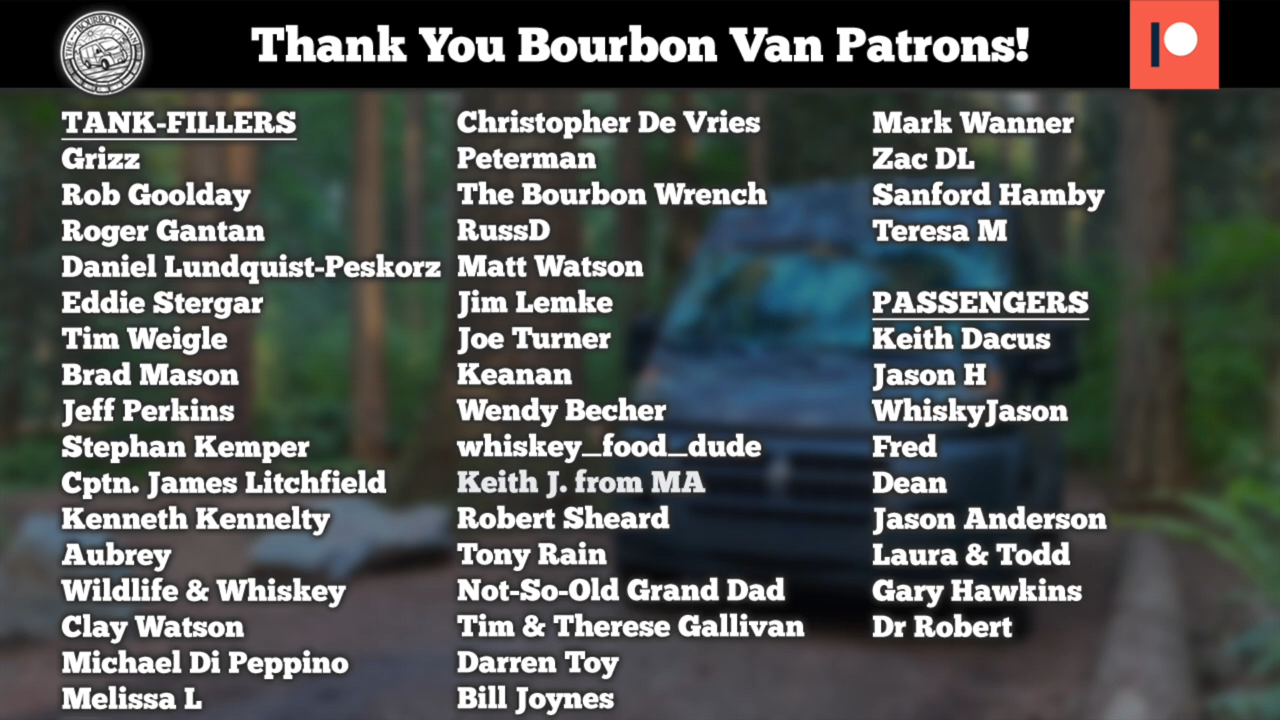 THE BOURBON VAN
Thank You Bourbon Van Patrons!
TANK-FILLERS
Grizz
Rob Goolday
Roger Gantan
Daniel Lundquist-Peskorz
Eddie Stergar
Tim Weigle
Brad Mason
Jeff Perkins
Stephan Kemper
Cptn. James Litchfield
Kenneth Kennelty
Aubrey
Wildlife & Whiskey
Clay Watson
Michael Di Peppino
Melissa L
Christopher De Vries
Peterman
The Bourbon Wrench
RussD
Matt Watson
Jim Lemke
Joe Turner
Keanan
Wendy Becher
whiskey_food_dude
Keith J. from MA
Robert Sheard
Tony Rain
Not-So-Old Grand Dad
Tim & Therese Gallivan
Darren Toy
Bill Joynes
Mark Wanner
Zac DL
Sanford Hamby
Teresa M
PASSENGERS
Keith Dacus
Jason H
WhiskyJason
Fred
Dean
Jason Anderson
Laura & Todd
Gary Hawkins
Dr Robert